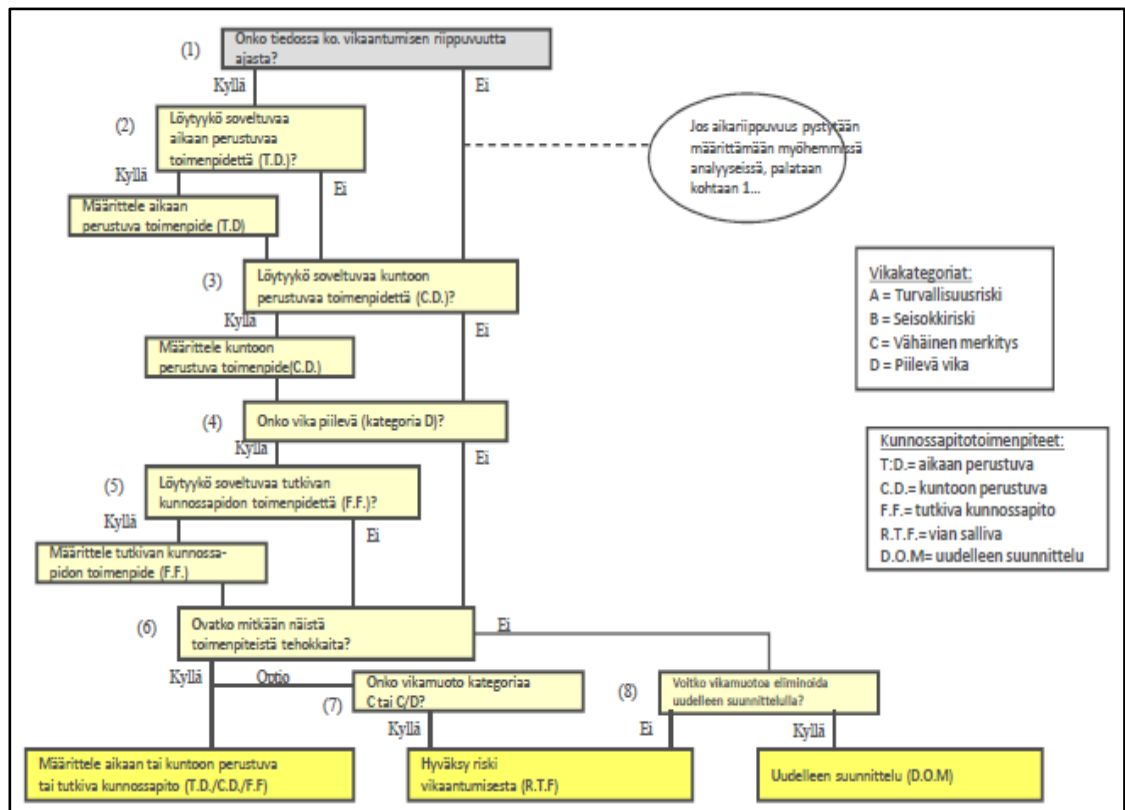 (1)
Onko tiedossa ko. vikaantumisen riippuvuutta
ajasta?
Kyllä
Ei
(2)
Löytyykö soveltuvaa
aikaan perustuvaa
toimenpidettä (T.D.)?
Jos aikariippuvuus pystytään
määrittämään myöhemmissä
analyyseissä, palataan
kohtaan 1...
Kyllä
Ei
Määrittele aikaan
perustuva toimenpide (T.D)
(3)
Löytyykö soveltuvaa kuntoon
perustuvaa toimenpidettä (C.D.)?
Kyllä
Ei
Vikakategoriat:
A = Turvallisuusriski
B = Seisokkiriski
C = Vähäinen merkitys
D = Piilevä vika
Määrittele kuntoon
perustuva toimenpide(C.D.)
(4)
Onko vika piilevä (kategoria D)?
Kyllä
Ei
Kunnossapitotoimenpiteet:
T:D.= aikaan perustuva
C.D.= kuntoon perustuva
F.F.= tutkiva kunnossapito
R.T.F.= vian salliva
D.O.M= uudelleen suunnittelu
(5)
Löytyykö soveltuvaa tutkivan
kunnossapidon toimenpidettä (F.F.)?
Kyllä
Ei
Määrittele tutkivan kunnossa-
pidon toimenpide (F.F.)
(6)
Ovatko mitkään näistä
toimenpiteistä tehokkaita?
Ei
Kyllä
Optio
(7)
Onko vikamuoto kategoriaa
C tai C/D?
(8)
Voitko vikamuotoa eliminoida
uudelleen suunnittelulla?
Kyllä
Ei
Kyllä
Määrittele aikaan tai kuntoon perustuva
tai tutkiva kunnossapito (T.D./C.D./F.F)
Hyväksy riski
vikaantumisesta (R.T.F)
Uudelleen suunnittelu (D.O.M)